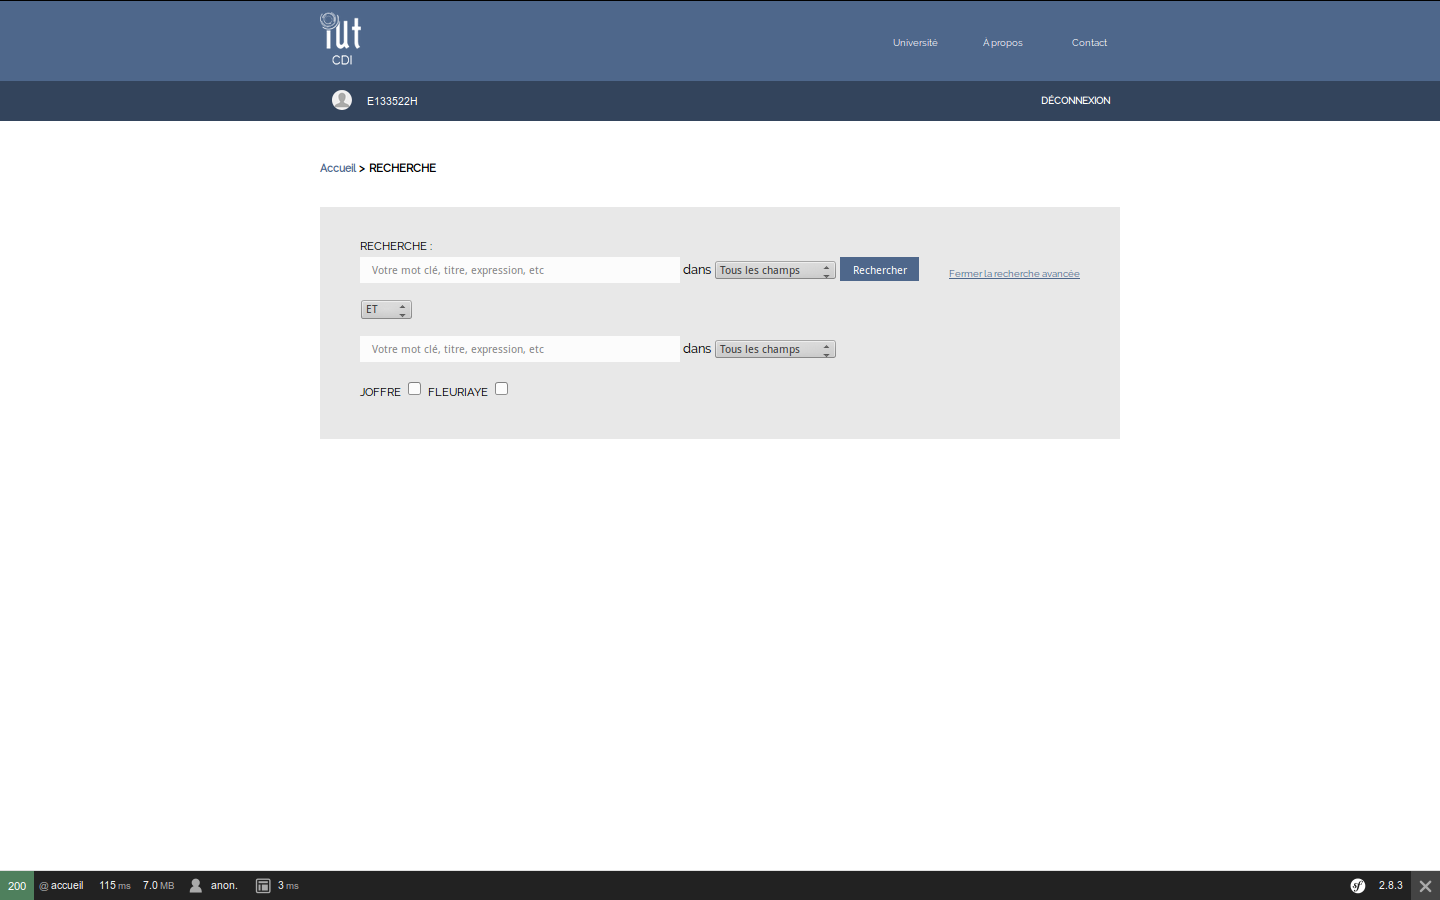 iut
CDI
Université À propos Contact
E133522H DÉCONNEXION
Accueil > RECHERCHE
RECHERCHE :
Votre mot clé, titre, expression, etc dans Tous les champs Rechercher Fermer la recherche avancée
ET
Votre mot clé, titre, expression, etc dans Tous les champs
JOFFRE FLEURIAYE
200 @ accueil 115 ms 7.0 MB anon. 3 ms sf 2.8.3